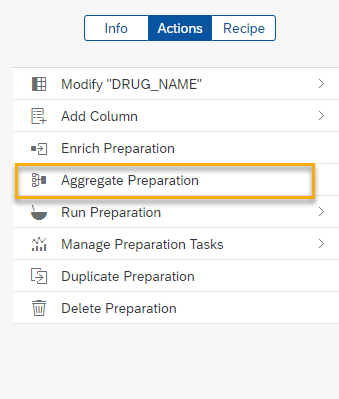 Info Actions Recipe
Modify "DRUG_NAME"
Add Column
Enrich Preparation
Aggregate Preparation
Run Preparation
Manage Preparation Tasks
Duplicate Preparation
Delete Preparation